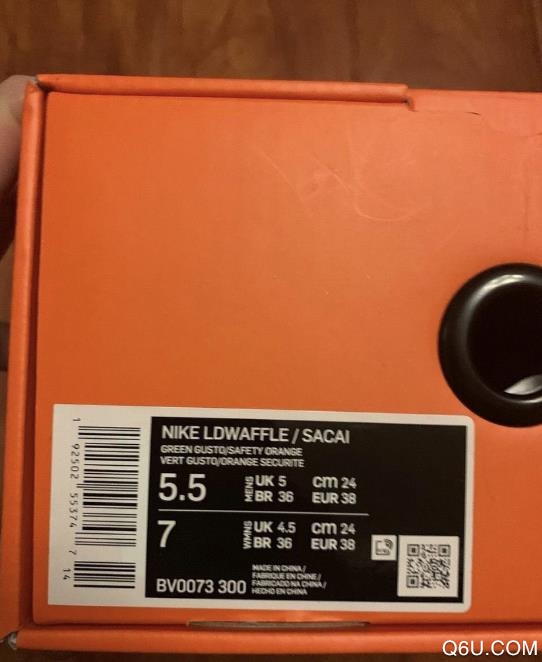 NIKE LDWAFFLE / SACAI
GREEN GUSTO/SAFETY ORANGE
VERT GUSTO/ORANGE SECURITE
5.5 MENS UK 5 cm 24
BR 36 EUR 38
7 WMNS UK 4.5 cm 24
BR 36 EUR 38
BV0073 300
MADE IN CHINA /
FABRIQUE EN CHINE /
FABRICADO NA CHINA /
HECHO EN CHINA
1 92502 55374 7 14
Q6U.COM